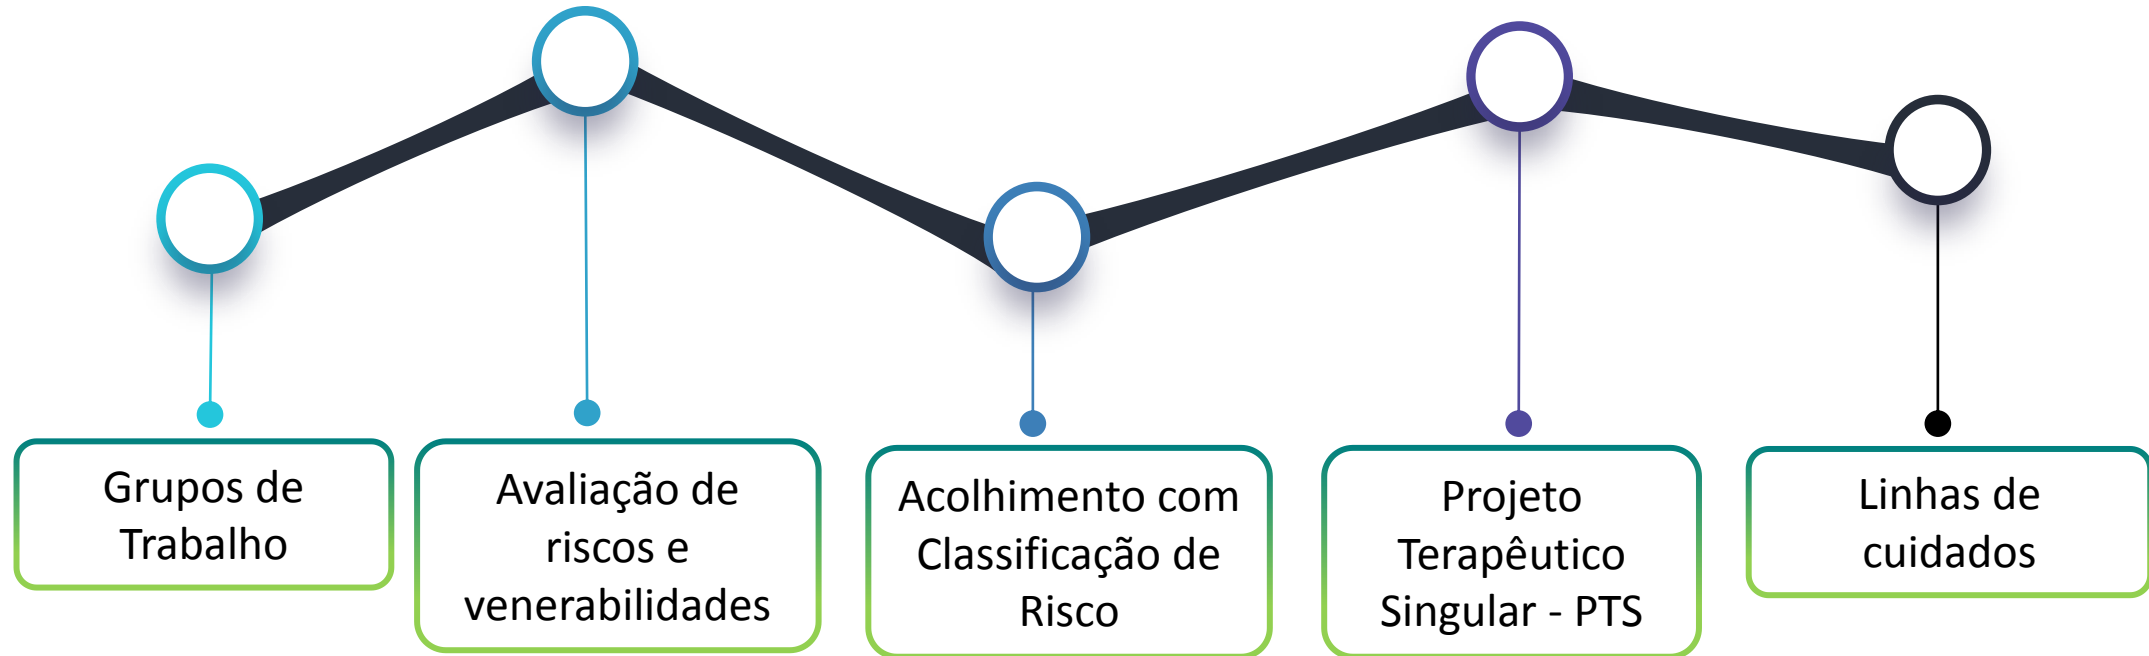 Grupos de
Trabalho
Avaliação de
riscos e
venerabilidades
Acolhimento com
Classificação de
Risco
Projeto
Terapêutico
Singular - PTS
Linhas de
cuidados